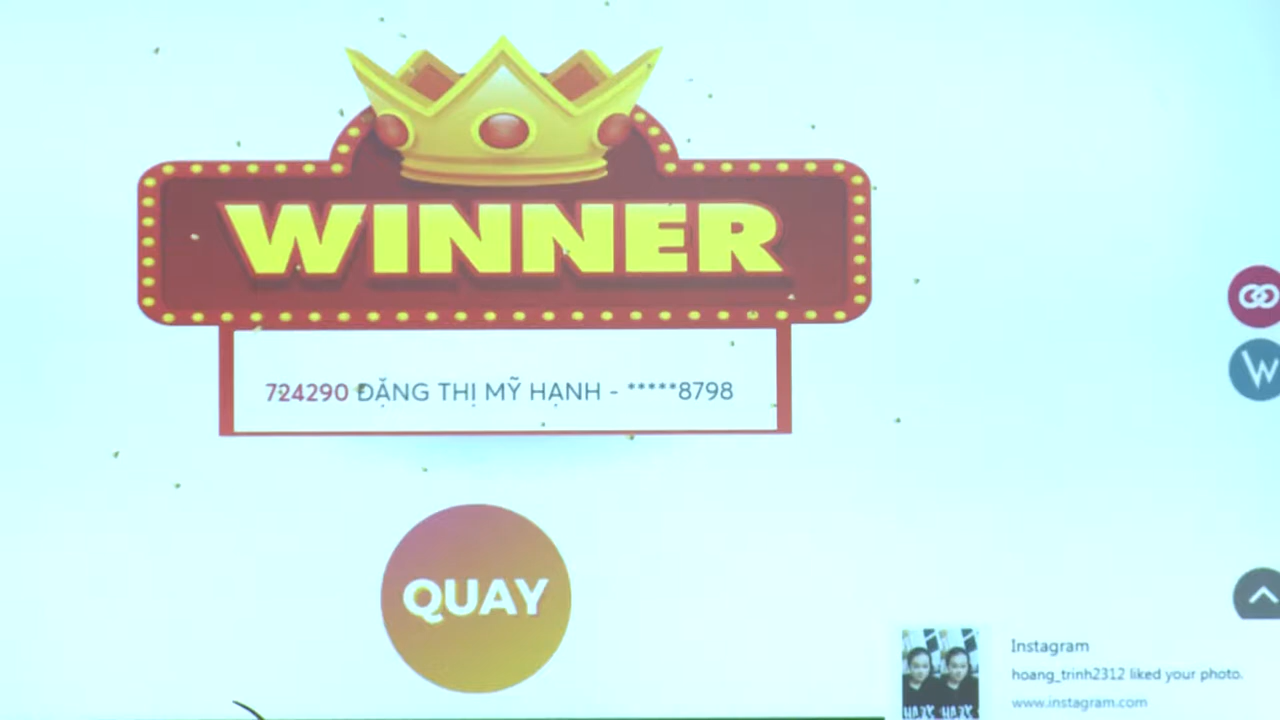 WINNER
724290 ĐẶNG THỊ MỸ HẠNH - *****8798
QUAY
W
Instagram
hoang_trinh2312 liked your photo.
www.instagram.com